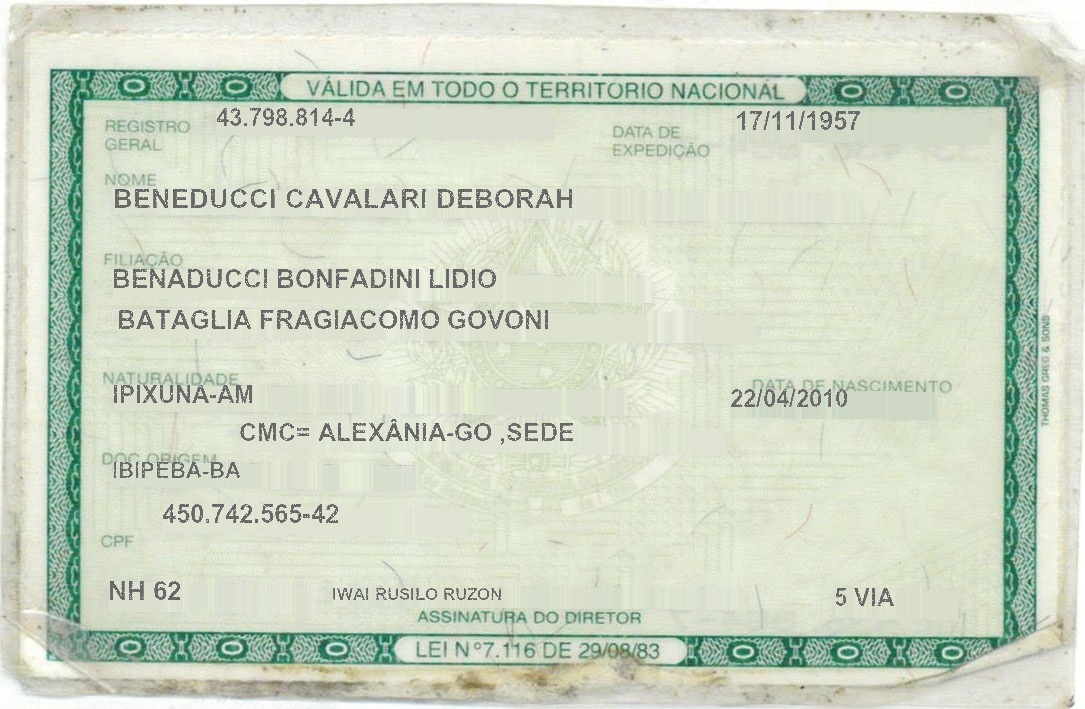 VÁLIDA EM TODO O TERRITORIO NACIONAL
REGISTRO GERAL 43.798.814-4 DATA DE EXPEDIÇÃO 17/11/1957
NOME
BENEDUCCI CAVALARI DEBORAH
FILIAÇÃO
BENADUCCI BONFADINI LIDIO
BATAGLIA FRAGIACOMO GOVONI
NATURALIDADE DATA DE NASCIMENTO
IPIXUNA-AM 22/04/2010
CMC= ALEXÂNIA-GO ,SEDE
DOC ORIGEM
IBIPEBA-BA
450.742.565-42
CPF
NH 62 IWAI RUSILO RUZON 5 VIA
ASSINATURA DO DIRETOR
LEI Nº 7.116 DE 29/08/83
THOMAS GREG & SONS